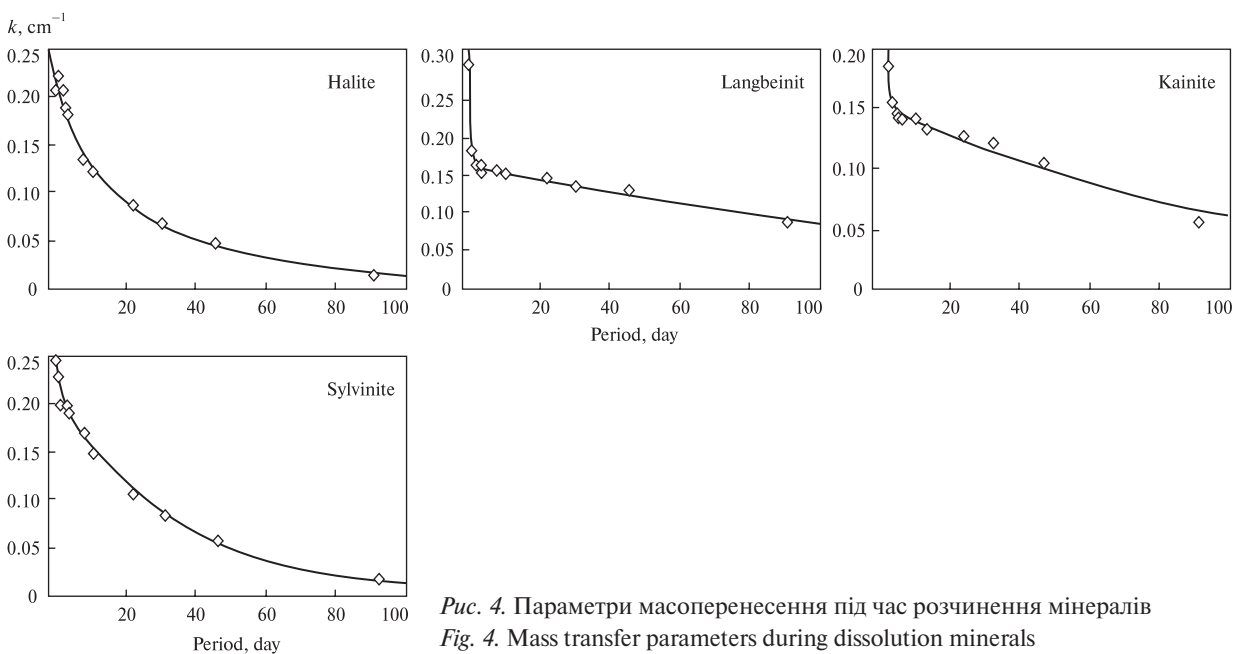 k, cm⁻¹
0.25
0.20
0.15
0.10
0.05
0
Halite
20 40 60 80 100
0.30
0.25
0.20
0.15
0.10
0.05
0
Langbeinit
20 40 60 80 100
Period, day
0.20
0.15
0.10
0.05
0
Kainite
20 40 60 80 100
0.25
0.20
0.15
0.10
0.05
0
Sylvinite
20 40 60 80 100
Period, day
Рис. 4. Параметри масоперенесення під час розчинення мінералів
Fig. 4. Mass transfer parameters during dissolution minerals